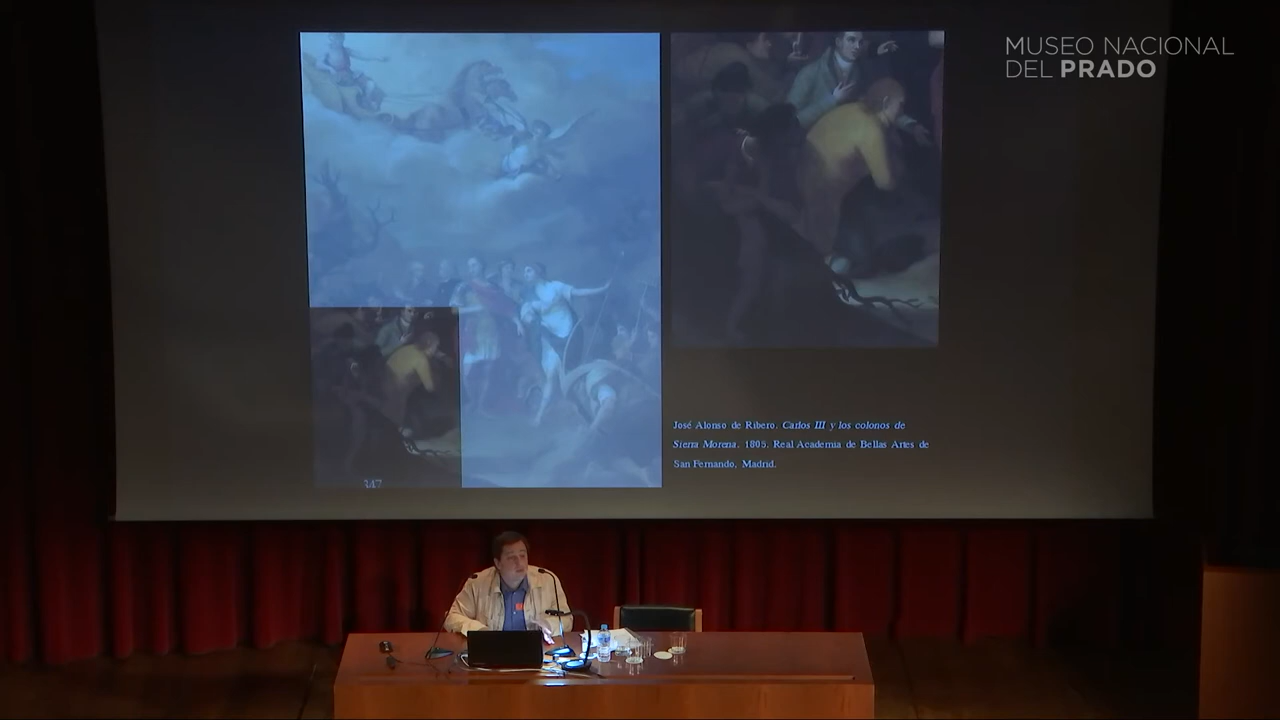 MUSEO NACIONAL
DEL PRADO
José Alonso de Ribero. Carlos III y los colonos de
Sierra Morena. 1805. Real Academia de Bellas Artes de
San Fernando, Madrid.
347